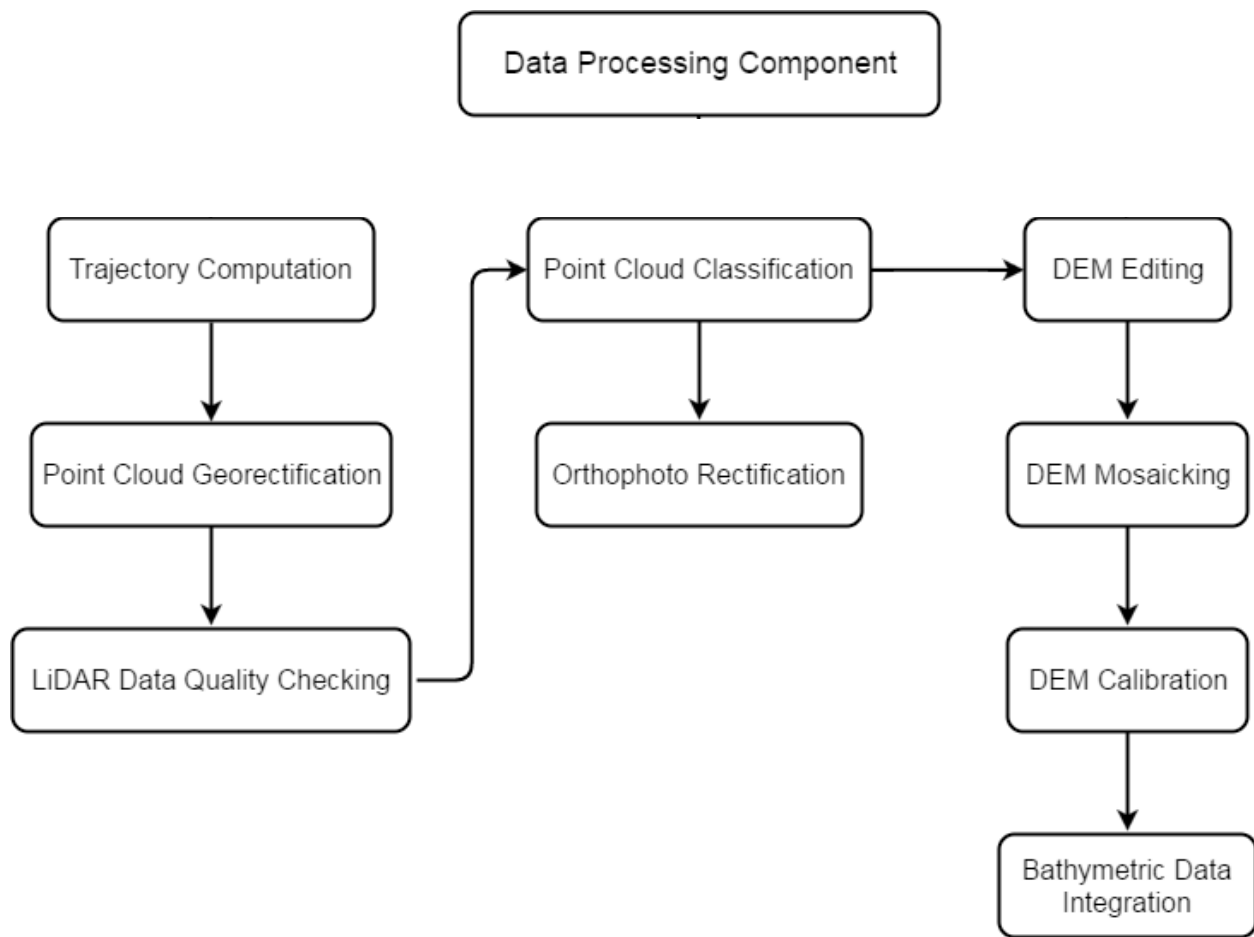 Data Processing Component
Trajectory Computation
Point Cloud Georectification
LiDAR Data Quality Checking
Point Cloud Classification
Orthophoto Rectification
DEM Editing
DEM Mosaicking
DEM Calibration
Bathymetric Data
Integration